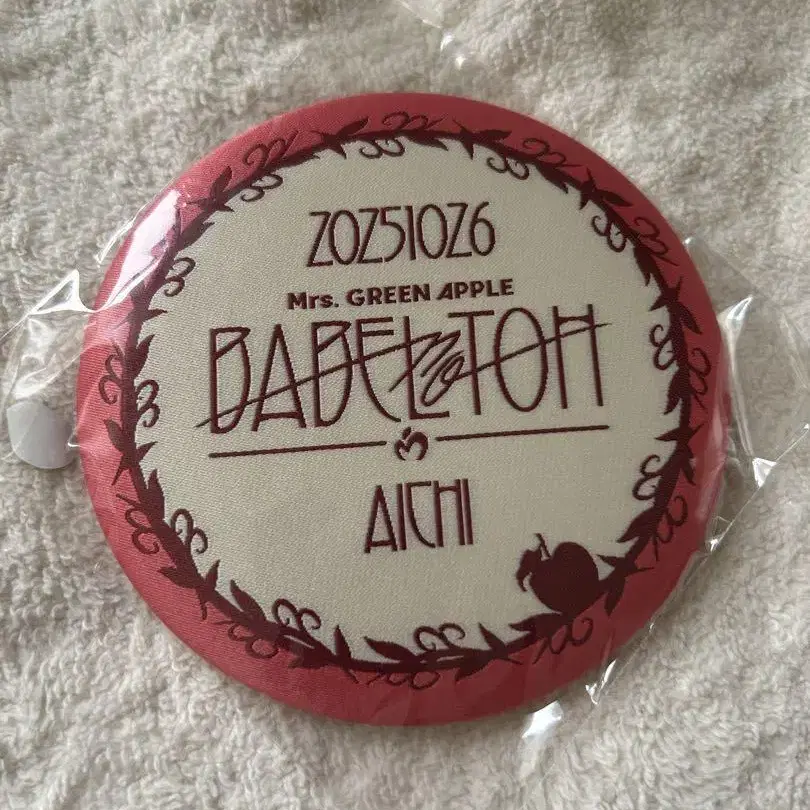 20251026
Mrs. GREEN APPLE
BABEL no TOH
AICHI